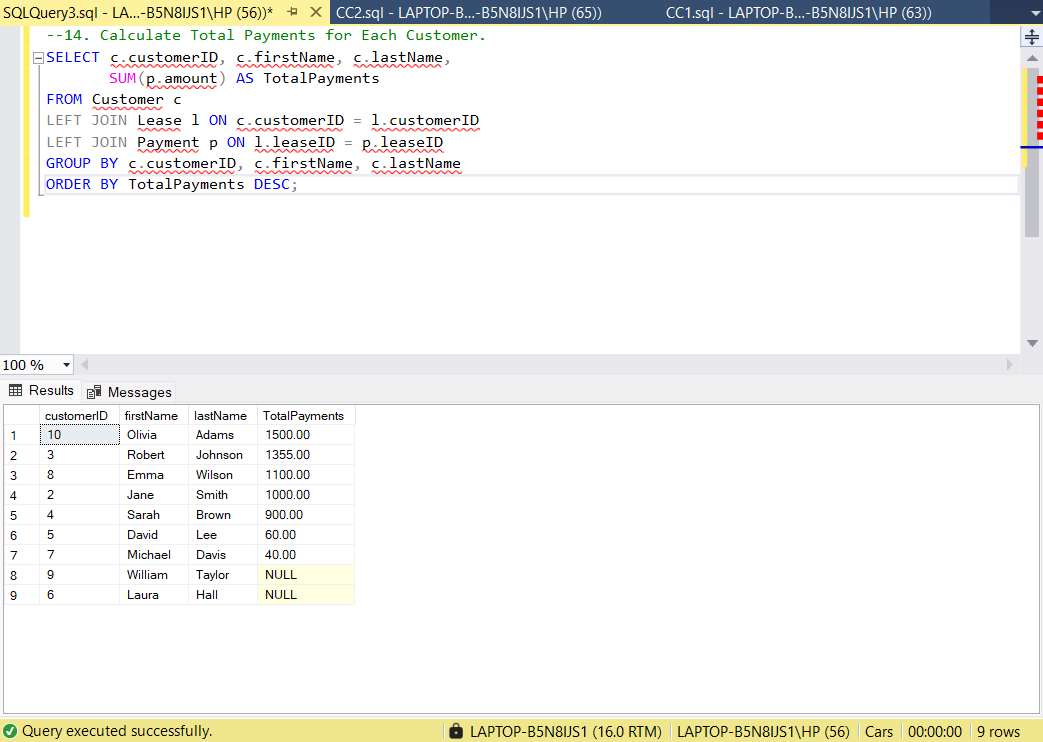 SQLQuery3.sql - LA...-B5N8IJS1\HP (56))* CC2.sql - LAPTOP-B...-B5N8IJS1\HP (65)) CC1.sql - LAPTOP-B...-B5N8IJS1\HP (63))
--14. Calculate Total Payments for Each Customer.
SELECT c.customerID, c.firstName, c.lastName,
SUM(p.amount) AS TotalPayments
FROM Customer c
LEFT JOIN Lease l ON c.customerID = l.customerID
LEFT JOIN Payment p ON l.leaseID = p.leaseID
GROUP BY c.customerID, c.firstName, c.lastName
ORDER BY TotalPayments DESC;
100 %
Results Messages
customerID firstName lastName TotalPayments
1 10 Olivia Adams 1500.00
2 3 Robert Johnson 1355.00
3 8 Emma Wilson 1100.00
4 2 Jane Smith 1000.00
5 4 Sarah Brown 900.00
6 5 David Lee 60.00
7 7 Michael Davis 40.00
8 9 William Taylor NULL
9 6 Laura Hall NULL
Query executed successfully. LAPTOP-B5N8IJS1 (16.0 RTM) LAPTOP-B5N8IJS1\HP (56) Cars 00:00:00 9 rows